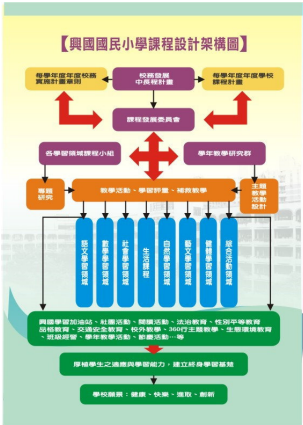 【興國國民小學課程設計架構圖】
每學年度年度校務
實施計畫章則
校務發展
中長程計畫
每學年度年度學校
課程計畫
課程發展委員會
各學習領域課程小組
學年教學研究群
專題
研究
教學活動、學習評量、補救教學
主題
教學
活動
設計
語文學習領域
數學學習領域
社會學習領域
生活課程
自然學習領域
藝文學習領域
健體學習領域
綜合活動領域
興國學習加油站、社團活動、閱讀活動、法治教育、性別平等教育
品格教育、交通安全教育、校外教學、360行主題教學、生態環境教育
、班級經營、學年教學活動、節慶活動…等
厚植學生之適應與學習能力，建立終身學習基礎
學校願景：健康、快樂、進取、創新